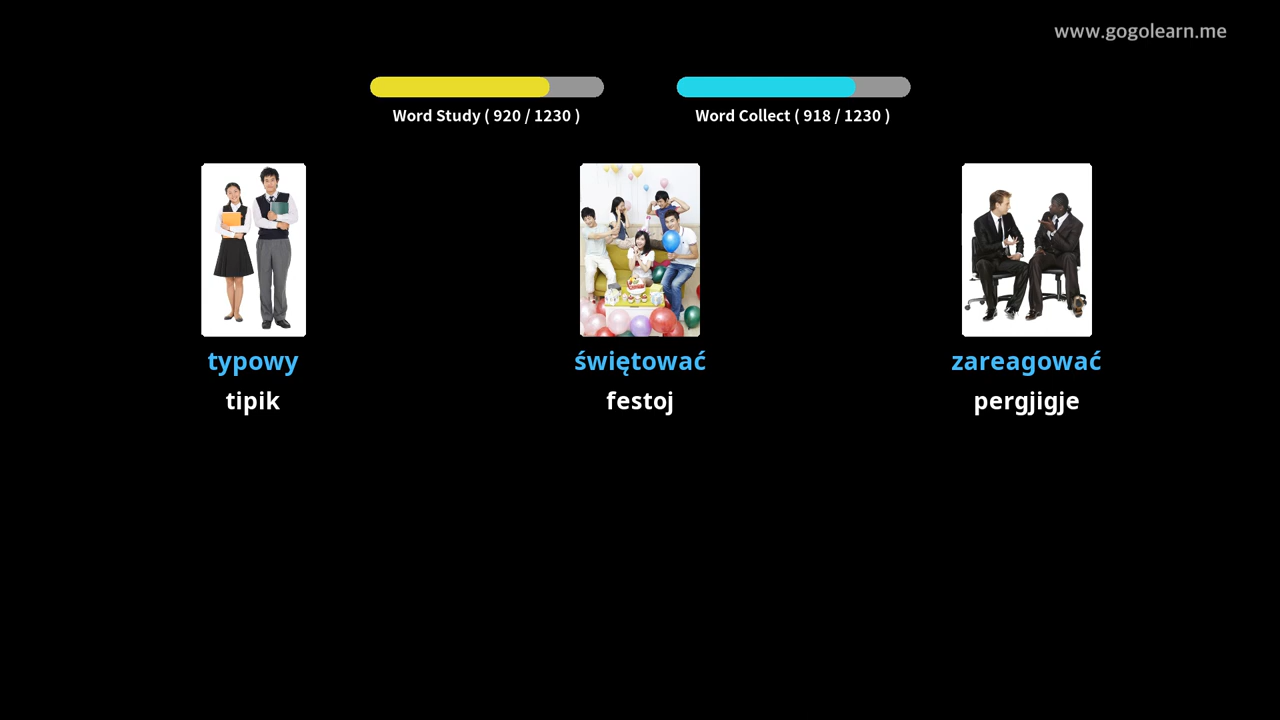 www.gogolearn.me
Word Study ( 920 / 1230 )
Word Collect ( 918 / 1230 )
typowy
świętować
zareagować
tipik
festoj
pergjigje